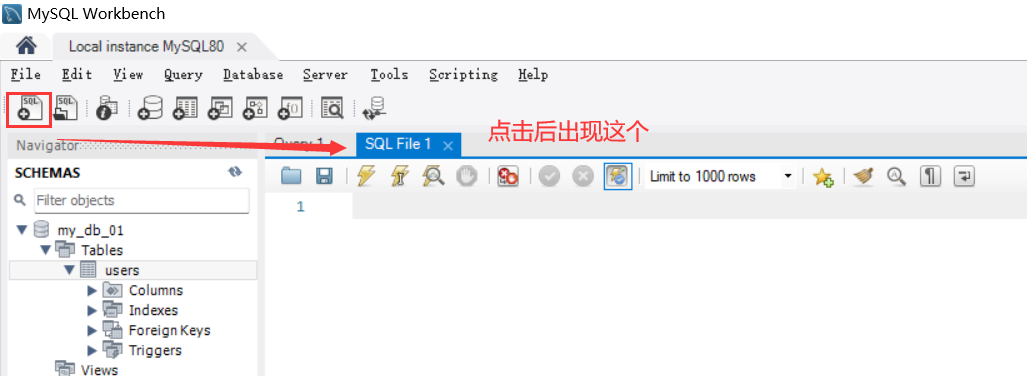 MySQL Workbench
Local instance MySQL80
File Edit View Query Database Server Tools Scripting Help
SQL SQL
点击后出现这个
Navigator
Query 1 SQL File 1
SCHEMAS
Limit to 1000 rows
Filter objects
1
my_db_01
Tables
users
Columns
Indexes
Foreign Keys
Triggers
Views